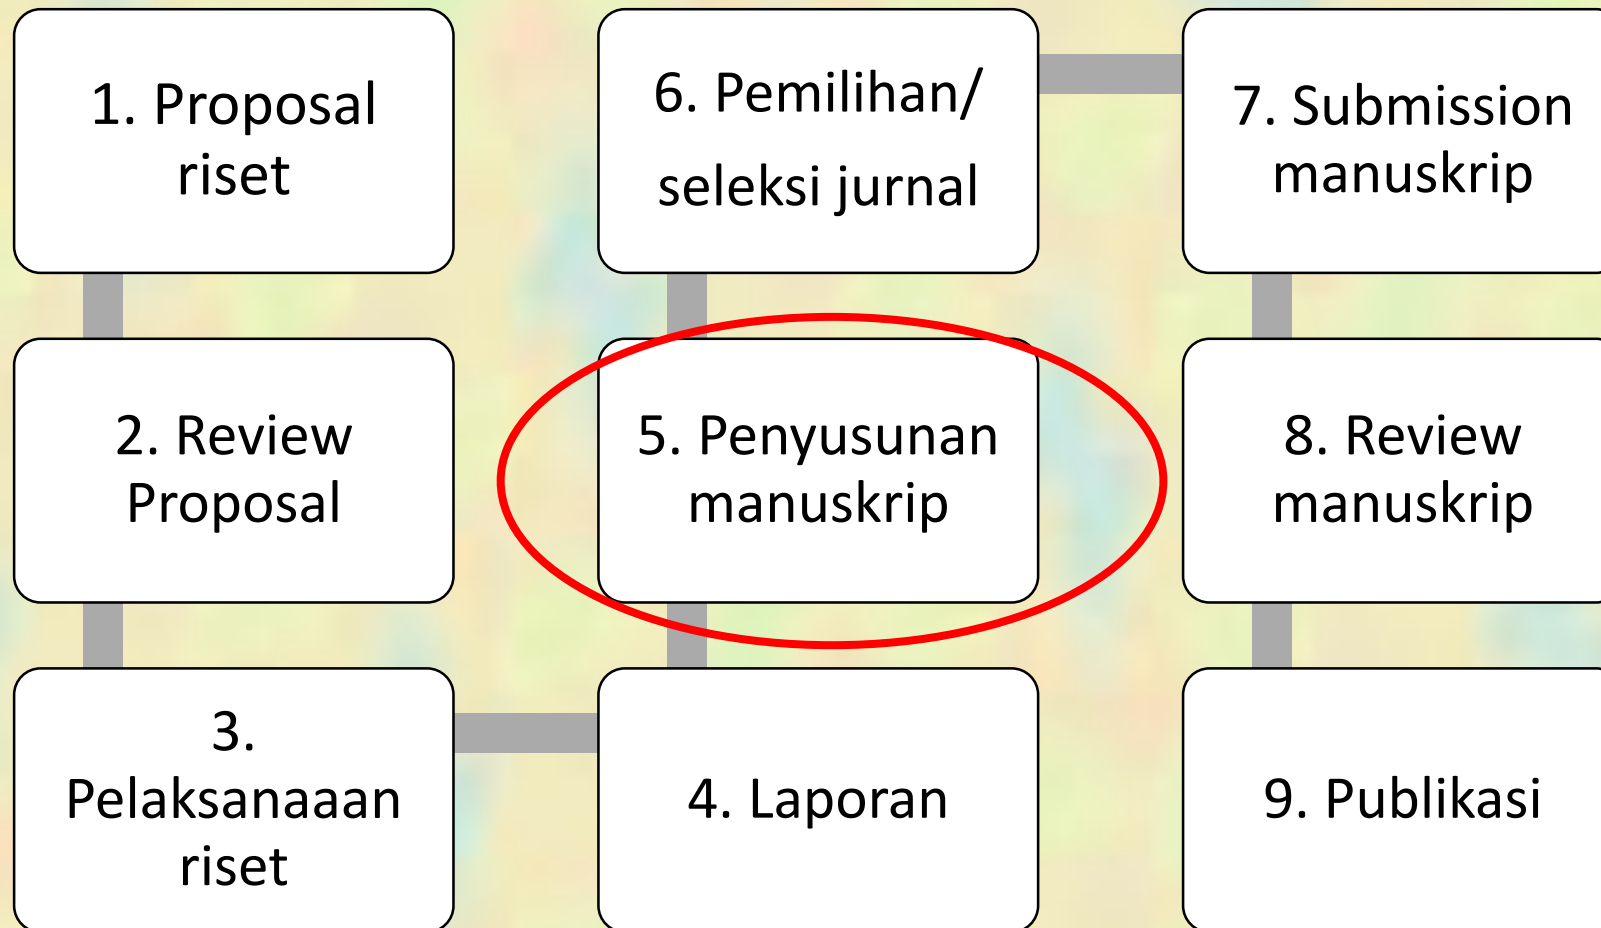 1. Proposal
riset
2. Review
Proposal
3.
Pelaksanaaan
riset
4. Laporan
5. Penyusunan
manuskrip
6. Pemilihan/
seleksi jurnal
7. Submission
manuskrip
8. Review
manuskrip
9. Publikasi